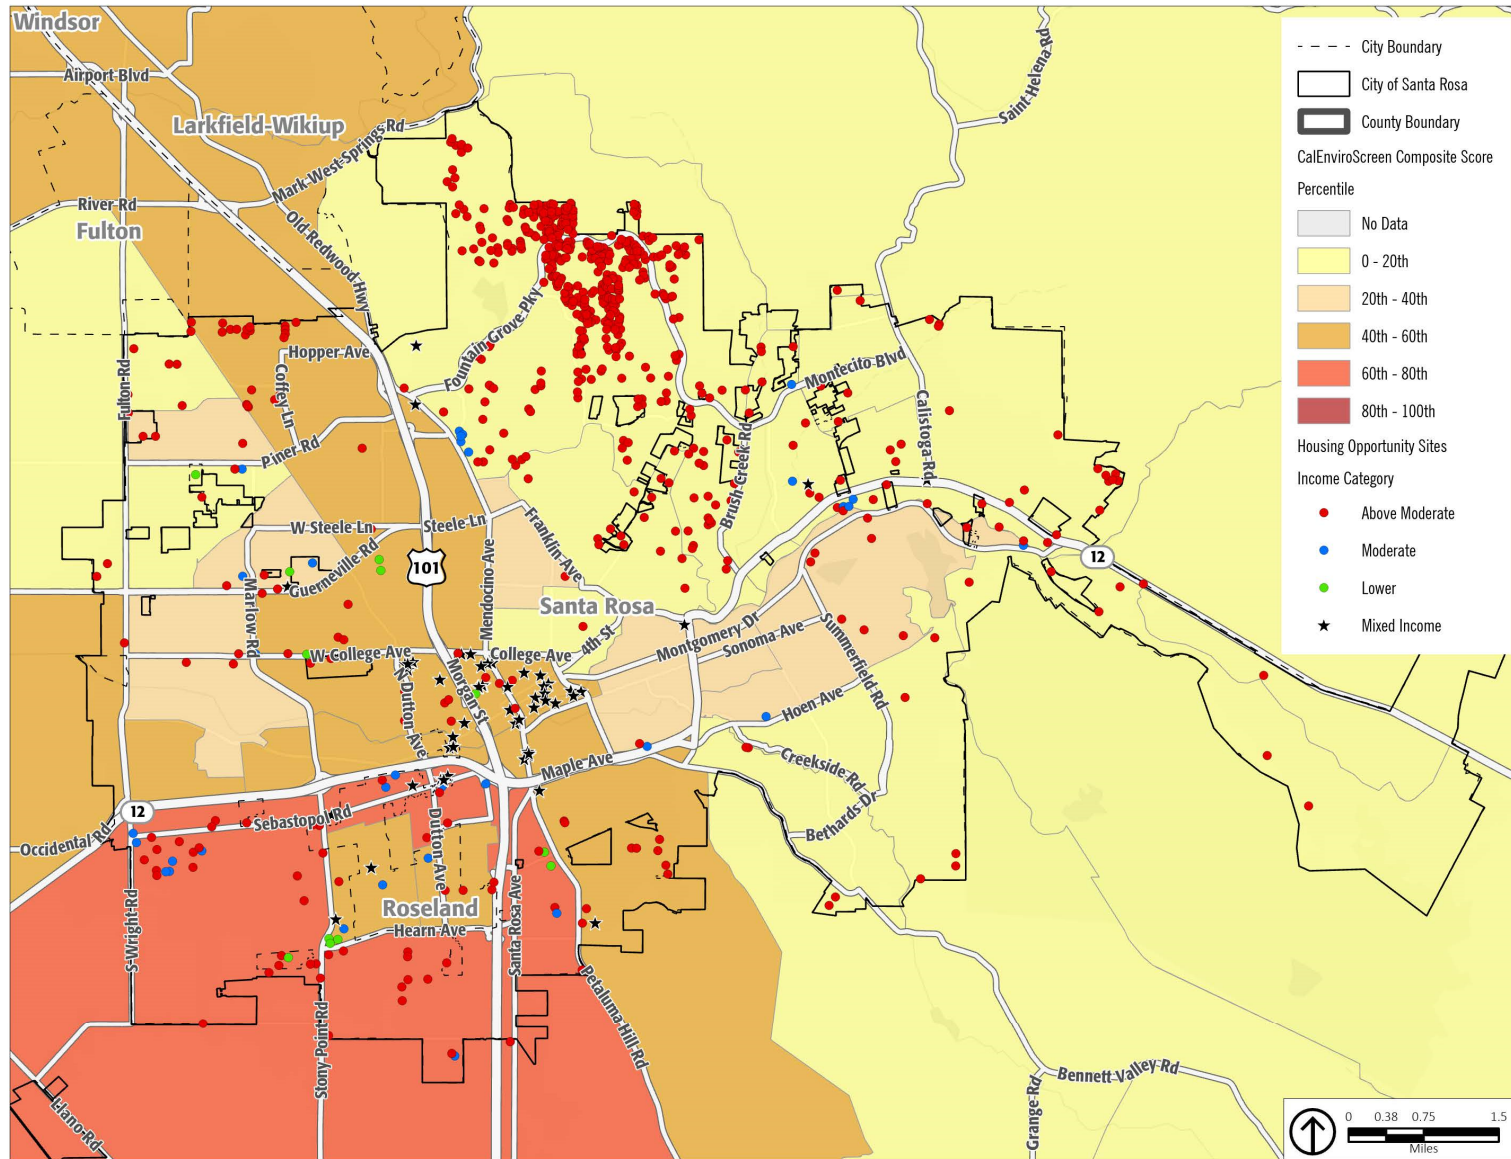 Windsor
Airport Blvd
Larkfield-Wikiup
Mark West Springs Rd
River Rd
Fulton
Old Redwood Hwy
Saint Helena Rd
Hopper Ave
Fountain Grove Pky
Fulton Rd
Coffey Ln
Montecito Blvd
Calistoga Rd
Piner Rd
Brush Creek Rd
W Steele Ln
Steele Ln
Franklin Ave
Guerneville Rd
101
Mendocino Ave
12
Marlow Rd
Santa Rosa
4th St
Montgomery Dr
Sonoma Ave
Summerfield Rd
W College Ave
College Ave
N Dutton Ave
Morgan St
Hoen Ave
Maple Ave
Creekside Rd
Bethards Dr
12
Occidental Rd
Sebastopol Rd
Dutton Ave
S Wright Rd
Roseland
Hearn Ave
Santa Rosa Ave
Stony Point Rd
Petaluma Hill Rd
Llano Rd
Grange Rd
Bennett Valley Rd
City Boundary
City of Santa Rosa
County Boundary
CalEnviroScreen Composite Score
Percentile
No Data
0 - 20th
20th - 40th
40th - 60th
60th - 80th
80th - 100th
Housing Opportunity Sites
Income Category
Above Moderate
Moderate
Lower
Mixed Income
0 0.38 0.75 1.5
Miles